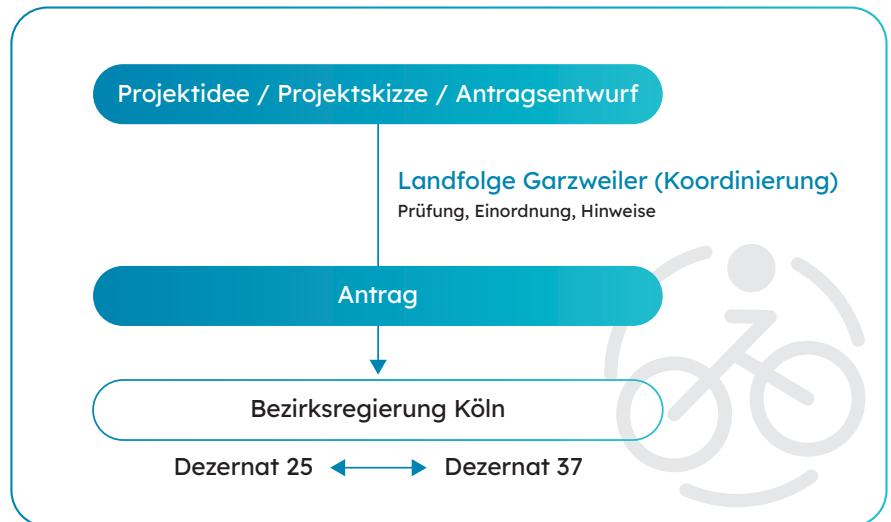 Projektidee / Projektskizze / Antragsentwurf
Landfolge Garzweiler (Koordinierung)
Prüfung, Einordnung, Hinweise
Antrag
Bezirksregierung Köln
Dezernat 25 Dezernat 37